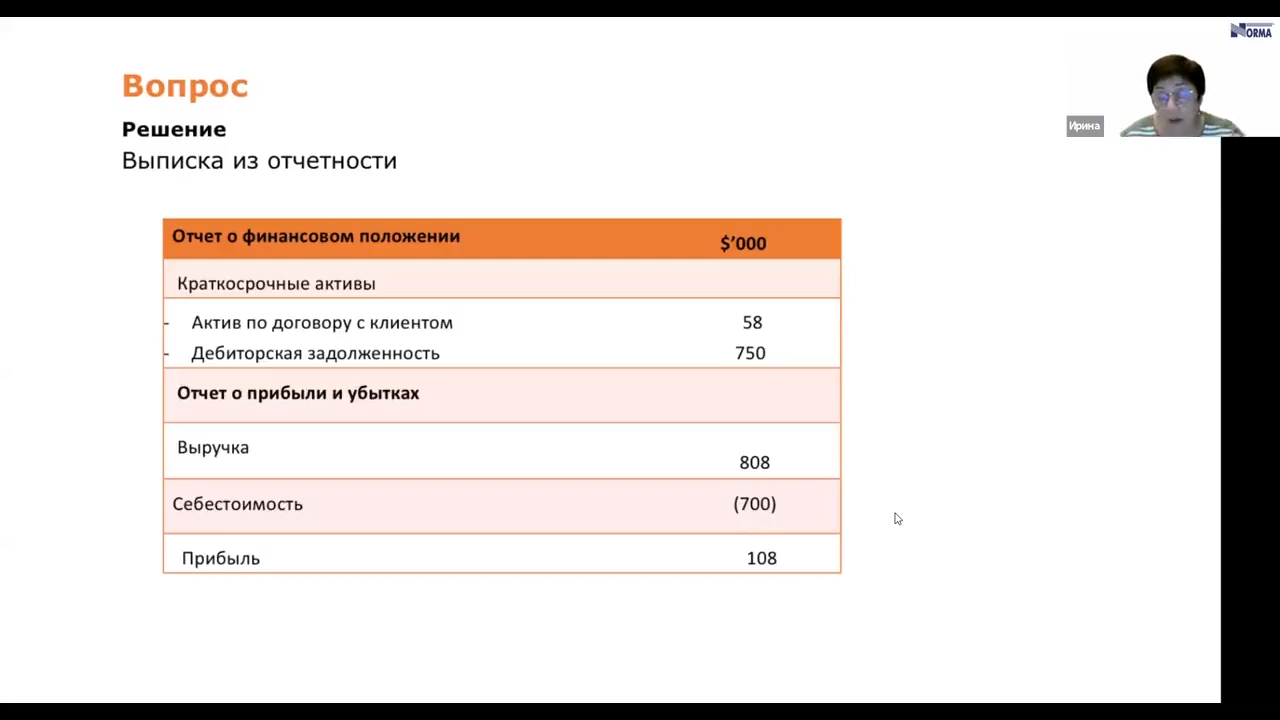 NORMA
Вопрос
Решение
Выписка из отчетности
Ирина
Отчет о финансовом положении $’000
Краткосрочные активы
- Актив по договору с клиентом 58
- Дебиторская задолженность 750
Отчет о прибыли и убытках
Выручка 808
Себестоимость (700)
Прибыль 108